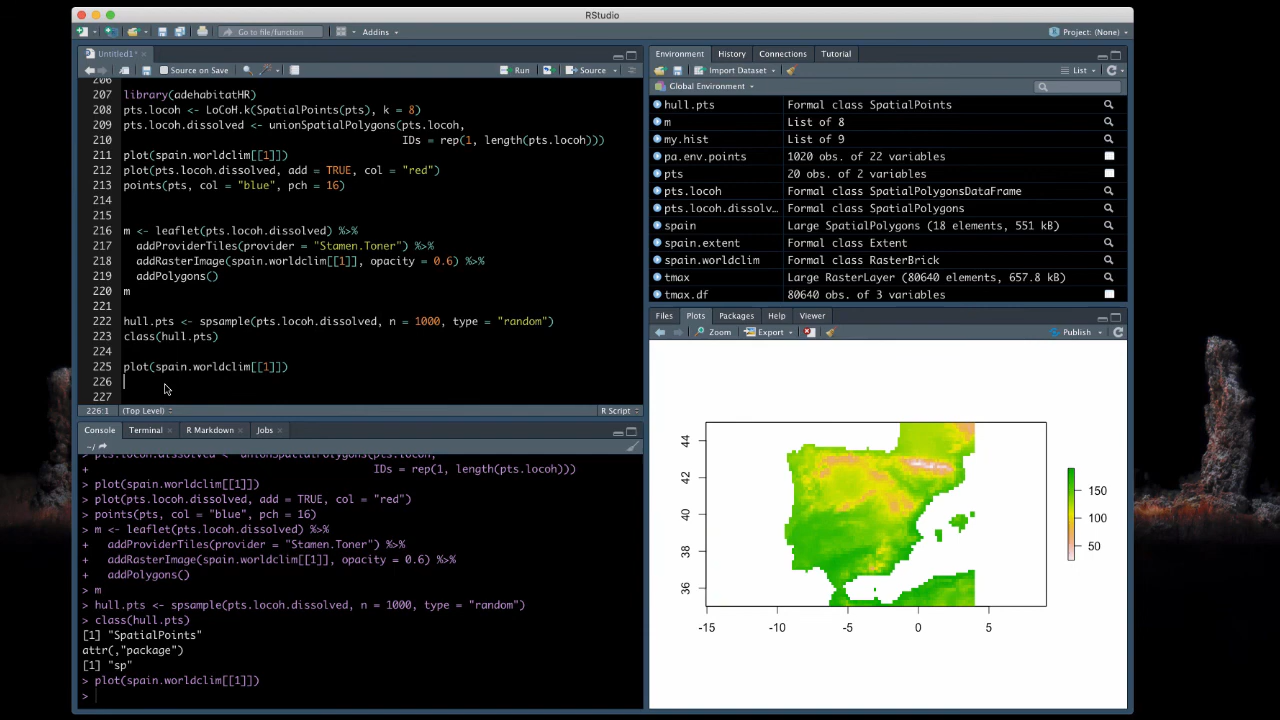 RStudio
Go to file/function
Addins
Project: (None)
Untitled1*
Source on Save
Run
Source
206
207 library(adehabitatHR)
208 pts.locoh <- LoCoH.k(SpatialPoints(pts), k = 8)
209 pts.locoh.dissolved <- unionSpatialPolygons(pts.locoh,
210 IDs = rep(1, length(pts.locoh)))
211 plot(spain.worldclim[[1]])
212 plot(pts.locoh.dissolved, add = TRUE, col = "red")
213 points(pts, col = "blue", pch = 16)
214
215
216 m <- leaflet(pts.locoh.dissolved) %>%
217 addProviderTiles(provider = "Stamen.Toner") %>%
218 addRasterImage(spain.worldclim[[1]], opacity = 0.6) %>%
219 addPolygons()
220 m
221
222 hull.pts <- spsample(pts.locoh.dissolved, n = 1000, type = "random")
223 class(hull.pts)
224
225 plot(spain.worldclim[[1]])
226
227
226:1 (Top Level) R Script
Console Terminal R Markdown Jobs
~/
pts.locoh.dissolved <- unionSpatialPolygons(pts.locoh,
+ IDs = rep(1, length(pts.locoh)))
> plot(spain.worldclim[[1]])
> plot(pts.locoh.dissolved, add = TRUE, col = "red")
> points(pts, col = "blue", pch = 16)
> m <- leaflet(pts.locoh.dissolved) %>%
+ addProviderTiles(provider = "Stamen.Toner") %>%
+ addRasterImage(spain.worldclim[[1]], opacity = 0.6) %>%
+ addPolygons()
> m
> hull.pts <- spsample(pts.locoh.dissolved, n = 1000, type = "random")
> class(hull.pts)
[1] "SpatialPoints"
attr(,"package")
[1] "sp"
> plot(spain.worldclim[[1]])
>
Environment History Connections Tutorial
Import Dataset List
Global Environment
hull.pts Formal class SpatialPoints
m List of 8
my.hist List of 9
pa.env.points 1020 obs. of 22 variables
pts 20 obs. of 2 variables
pts.locoh Formal class SpatialPolygonsDataFrame
pts.locoh.dissolv… Formal class SpatialPolygons
spain Large SpatialPolygons (18 elements, 551 kB)
spain.extent Formal class Extent
spain.worldclim Formal class RasterBrick
tmax Large RasterLayer (80640 elements, 657.8 kB)
tmax.df 80640 obs. of 3 variables
Files Plots Packages Help Viewer
Zoom Export Publish
44
42
40
38
36
-15 -10 -5 0 5
150
100
50